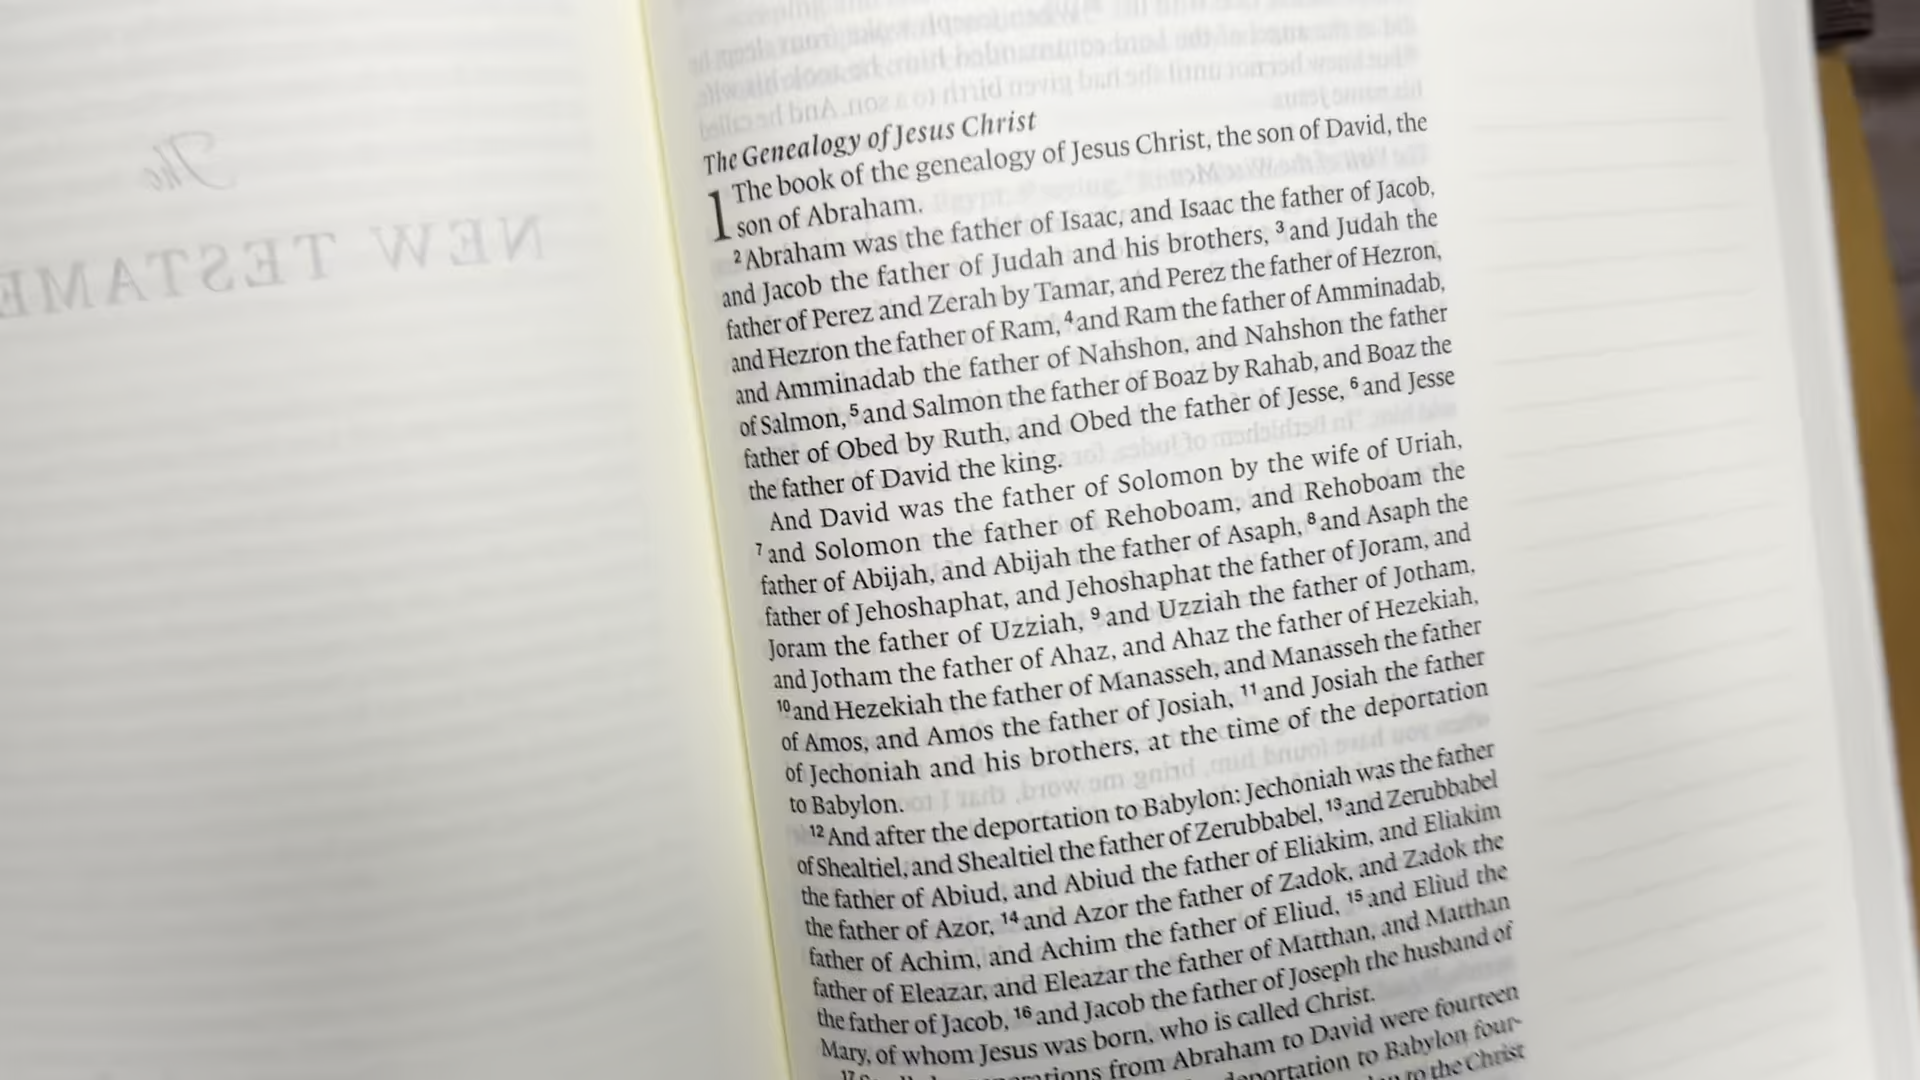 The
NEW TESTAME
The Genealogy of Jesus Christ
1 The book of the genealogy of Jesus Christ, the son of David, the
son of Abraham.
2 Abraham was the father of Isaac, and Isaac the father of Jacob,
and Jacob the father of Judah and his brothers, 3 and Judah the
father of Perez and Zerah by Tamar, and Perez the father of Hezron,
and Hezron the father of Ram, 4 and Ram the father of Amminadab,
and Amminadab the father of Nahshon, and Nahshon the father
of Salmon, 5 and Salmon the father of Boaz by Rahab, and Boaz the
father of Obed by Ruth, and Obed the father of Jesse, 6 and Jesse
the father of David the king.
And David was the father of Solomon by the wife of Uriah,
7 and Solomon the father of Rehoboam, and Rehoboam the
father of Abijah, and Abijah the father of Asaph, 8 and Asaph the
father of Jehoshaphat, and Jehoshaphat the father of Joram, and
Joram the father of Uzziah, 9 and Uzziah the father of Jotham,
and Jotham the father of Ahaz, and Ahaz the father of Hezekiah,
10 and Hezekiah the father of Manasseh, and Manasseh the father
of Amos, and Amos the father of Josiah, 11 and Josiah the father
of Jechoniah and his brothers, at the time of the deportation
to Babylon.
12 And after the deportation to Babylon: Jechoniah was the father
of Shealtiel, and Shealtiel the father of Zerubbabel, 13 and Zerubbabel
the father of Abiud, and Abiud the father of Eliakim, and Eliakim
the father of Azor, 14 and Azor the father of Zadok, and Zadok the
father of Achim, and Achim the father of Eliud, 15 and Eliud the
father of Eleazar, and Eleazar the father of Matthan, and Matthan
the father of Jacob, 16 and Jacob the father of Joseph the husband of
Mary, of whom Jesus was born, who is called Christ.
17 from Abraham to David were fourteen
deportation to Babylon four-
to the Christ